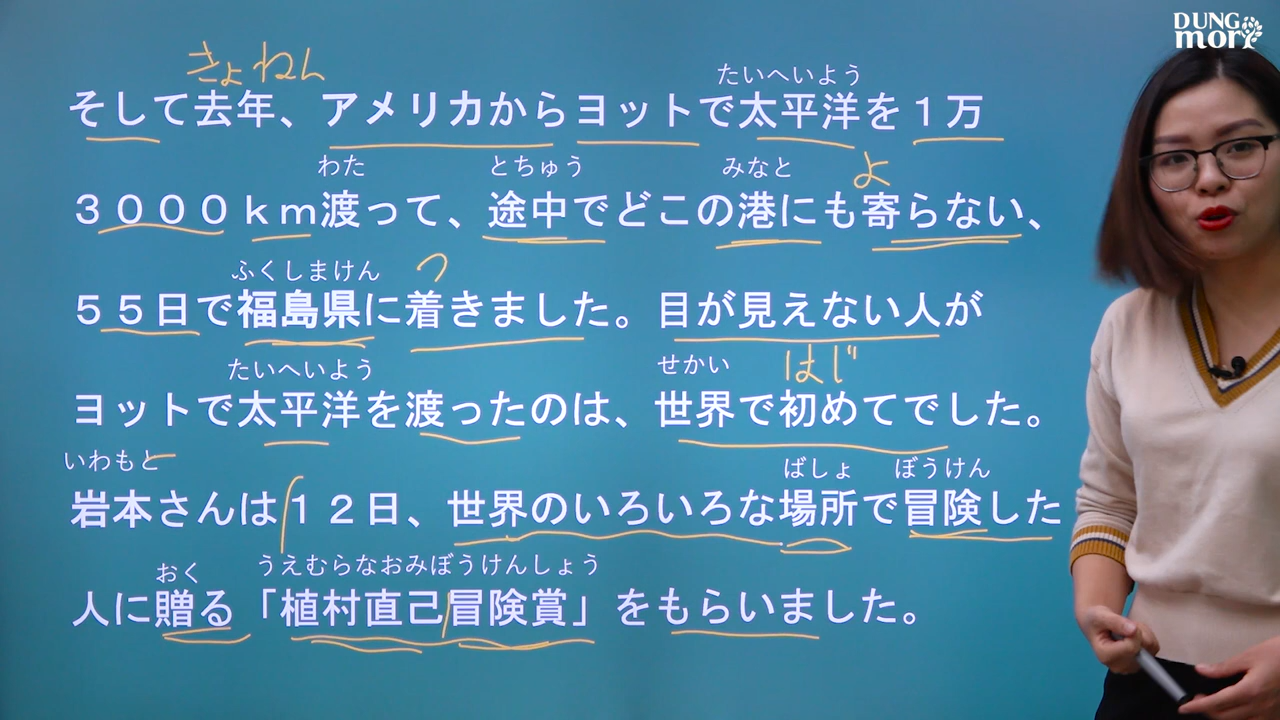 DUNG
mori
きょねん
たいへいよう
そして去年、アメリカからヨットで太平洋を１万
わた とちゅう みなと よ
３０００ｋｍ渡って、途中でどこの港にも寄らない、
ふくしまけん つ
５５日で福島県に着きました。目が見えない人が
たいへいよう せかい はじ
ヨットで太平洋を渡ったのは、世界で初めてでした。
いわもと ばしょ ぼうけん
岩本さんは１２日、世界のいろいろな場所で冒険した
おく うえむらなおみぼうけんしょう
人に贈る「植村直己冒険賞」をもらいました。